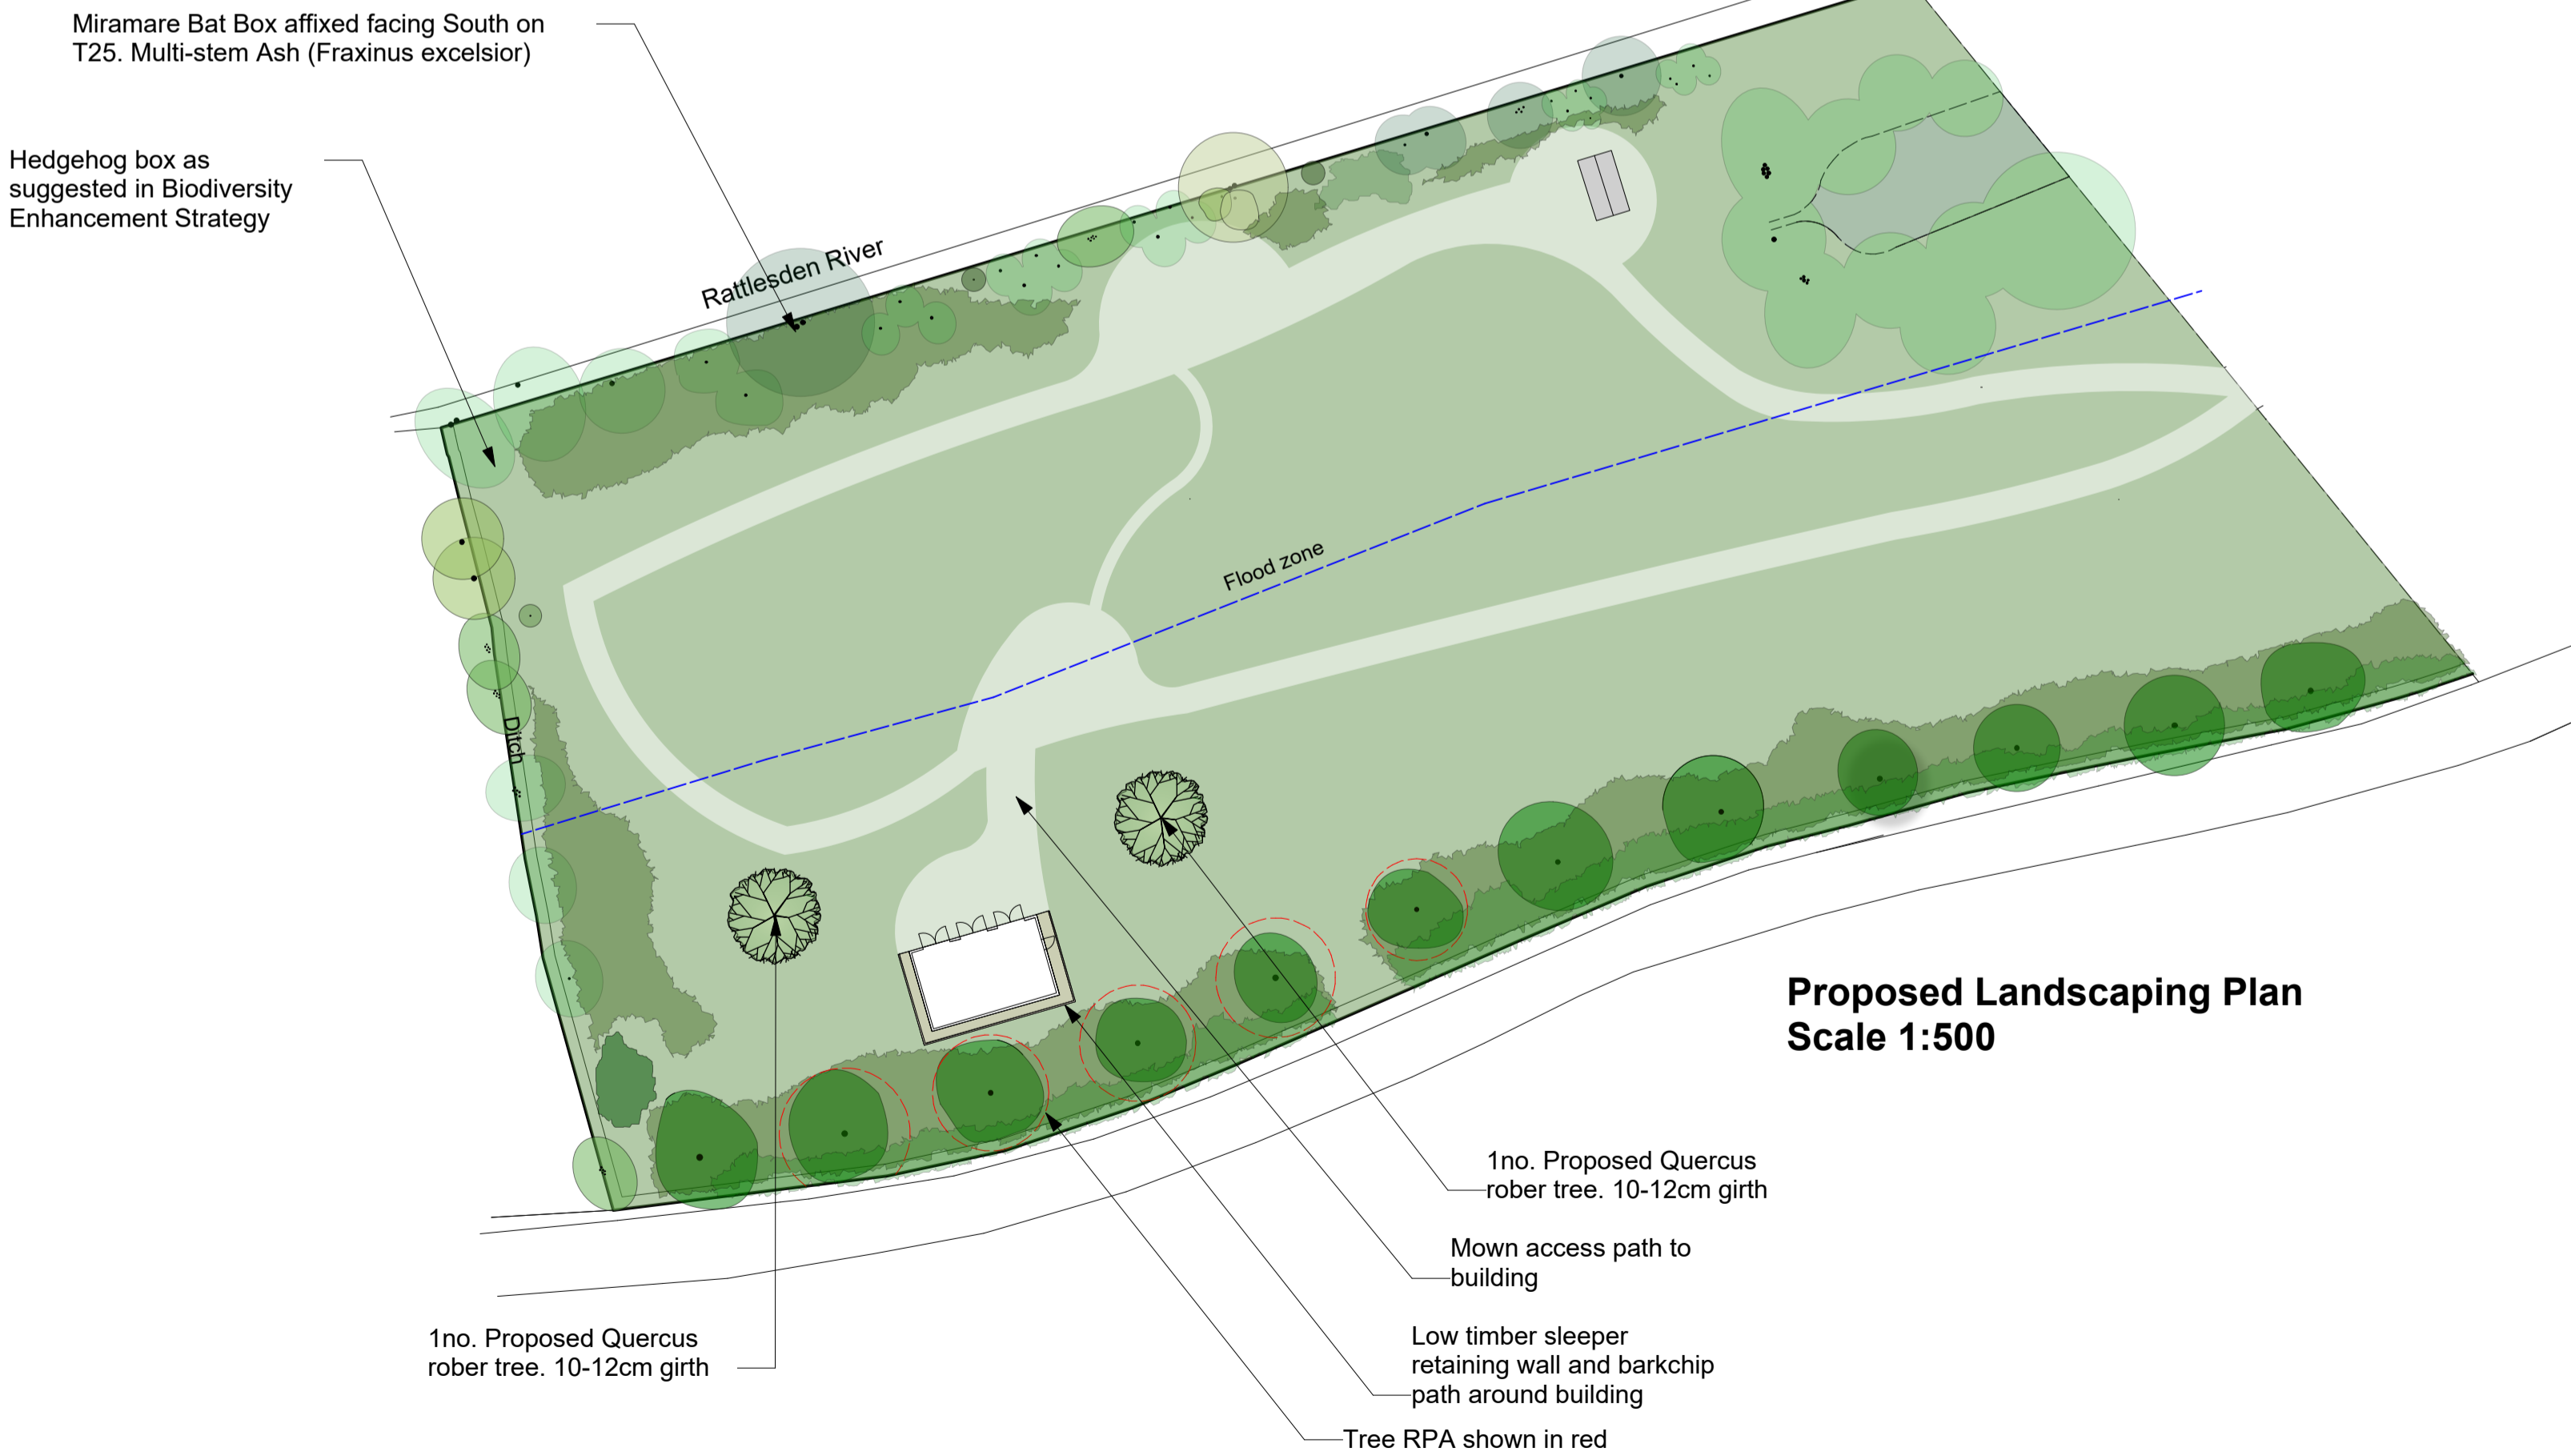 Miramare Bat Box affixed facing South on
T25. Multi-stem Ash (Fraxinus excelsior)
Hedgehog box as
suggested in Biodiversity
Enhancement Strategy
Rattlesden River
Flood zone
Ditch
Proposed Landscaping Plan
Scale 1:500
1no. Proposed Quercus
rober tree. 10-12cm girth
Mown access path to
building
1no. Proposed Quercus
rober tree. 10-12cm girth
Low timber sleeper
retaining wall and barkchip
path around building
Tree RPA shown in red